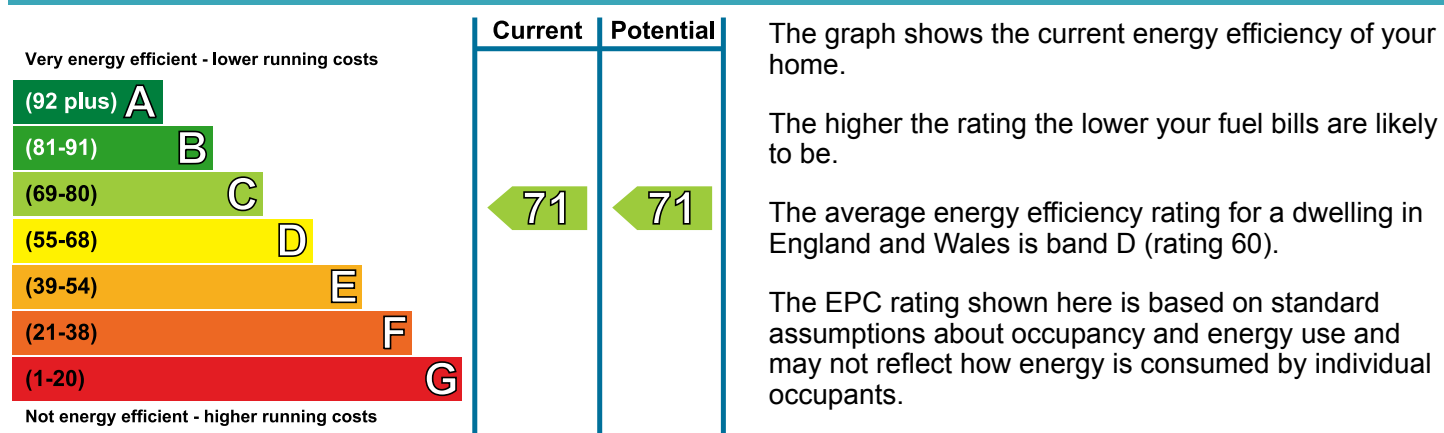 Current Potential
Very energy efficient - lower running costs
(92 plus) A
(81-91) B
(69-80) C
71 71
(55-68) D
(39-54) E
(21-38) F
(1-20) G
Not energy efficient - higher running costs
The graph shows the current energy efficiency of your
home.
The higher the rating the lower your fuel bills are likely
to be.
The average energy efficiency rating for a dwelling in
England and Wales is band D (rating 60).
The EPC rating shown here is based on standard
assumptions about occupancy and energy use and
may not reflect how energy is consumed by individual
occupants.